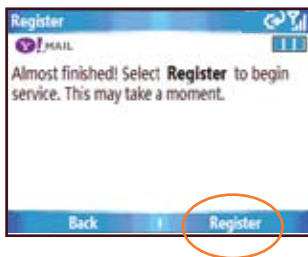 Register
Y! MAIL
Almost finished! Select Register to begin
service. This may take a moment.
Back Register